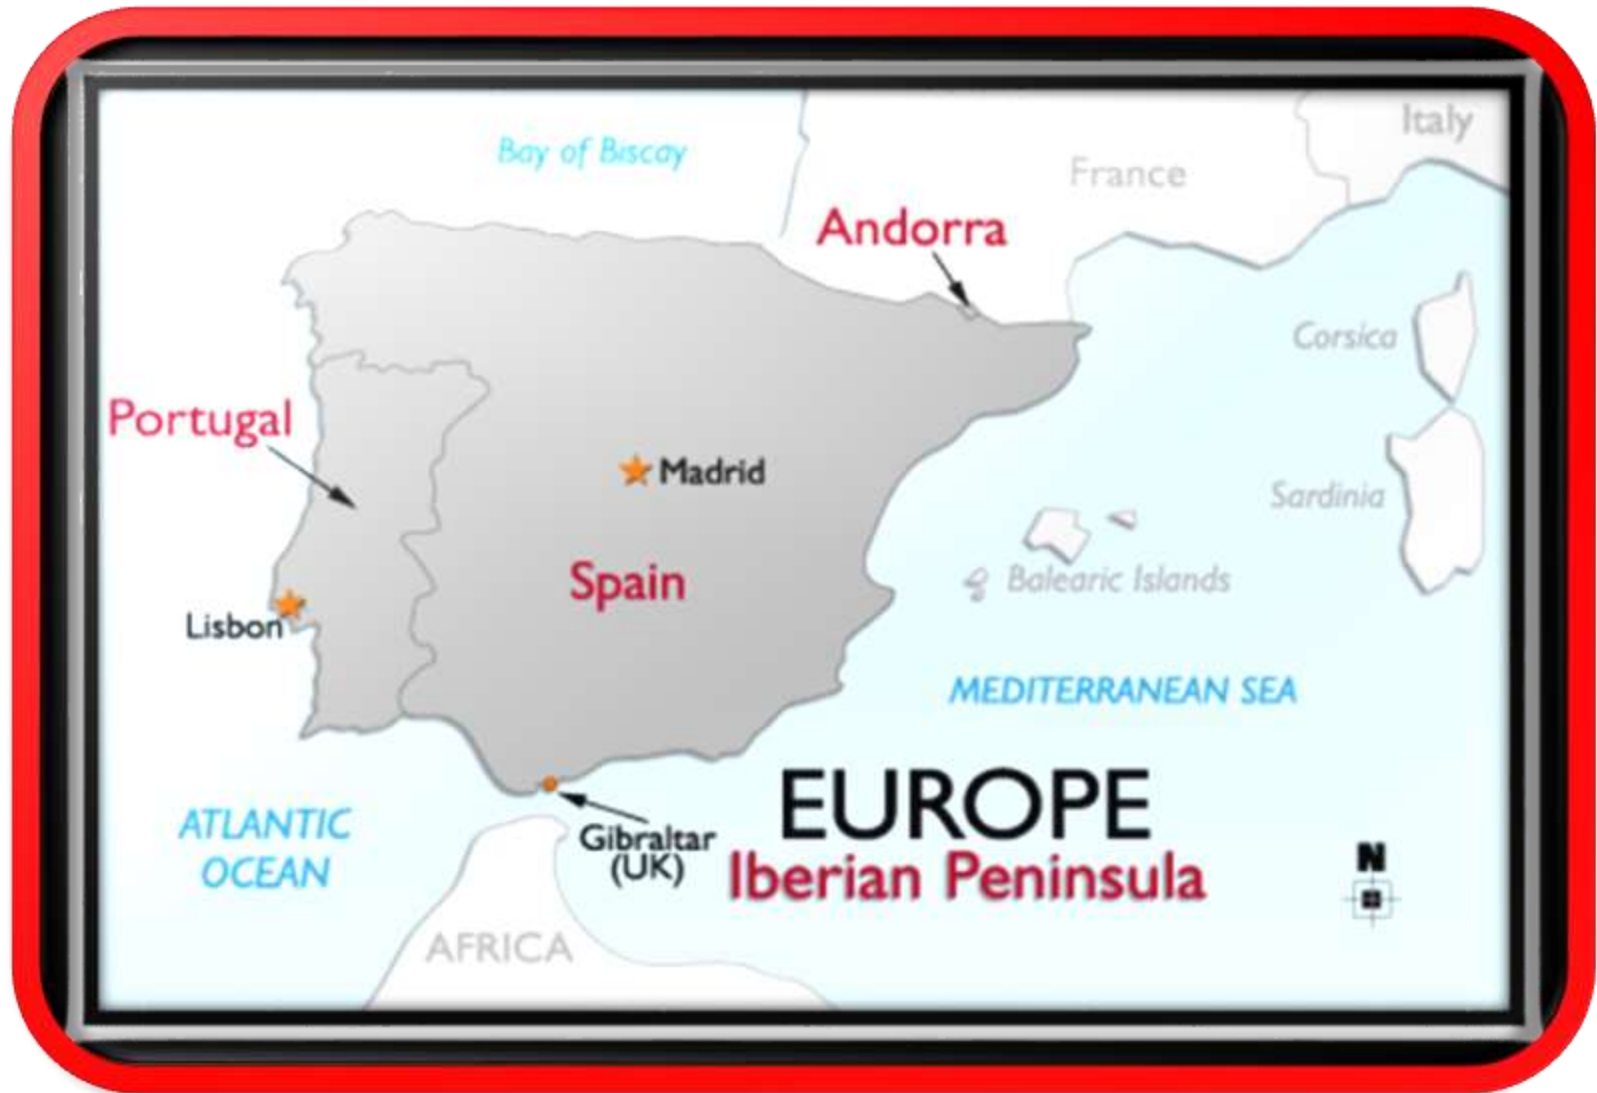 Bay of Biscay
Italy
France
Andorra
Corsica
Portugal
Madrid
Sardinia
Spain
Balearic Islands
Lisbon
MEDITERRANEAN SEA
EUROPE
Iberian Peninsula
ATLANTIC
OCEAN
Gibraltar
(UK)
N
AFRICA